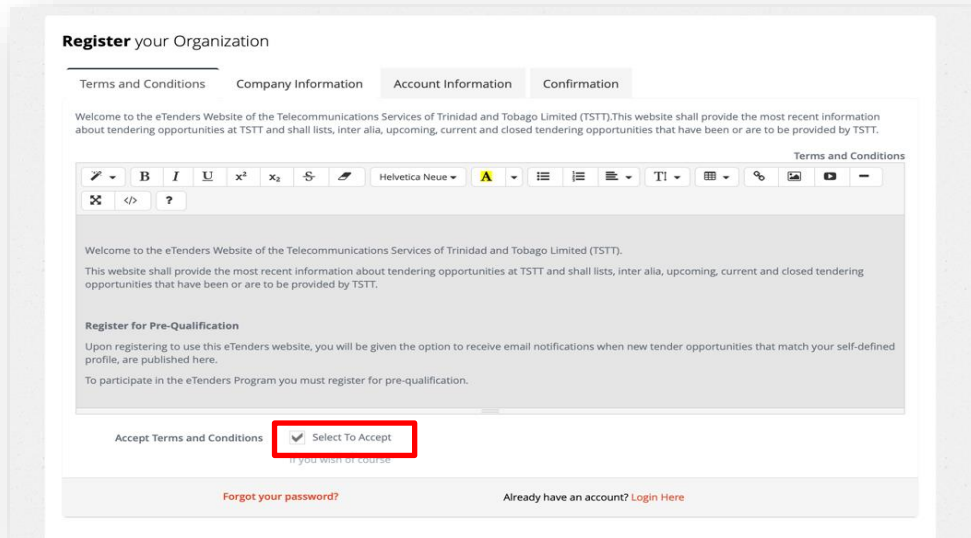 Register your Organization
Terms and Conditions Company Information Account Information Confirmation
Welcome to the eTenders Website of the Telecommunications Services of Trinidad and Tobago Limited (TSTT).This website shall provide the most recent information
about tendering opportunities at TSTT and shall lists, inter alia, upcoming, current and closed tendering opportunities that have been or are to be provided by TSTT.
Terms and Conditions
B I U x² x₂ S Helvetica Neue A T
</> ?
Welcome to the eTenders Website of the Telecommunications Services of Trinidad and Tobago Limited (TSTT).
This website shall provide the most recent information about tendering opportunities at TSTT and shall lists, inter alia, upcoming, current and closed tendering
opportunities that have been or are to be provided by TSTT.
Register for Pre-Qualification
Upon registering to use this eTenders website, you will be given the option to receive email notifications when new tender opportunities that match your self-defined
profile, are published here.
To participate in the eTenders Program you must register for pre-qualification.
Accept Terms and Conditions Select To Accept
If you wish of course
Forgot your password? Already have an account? Login Here